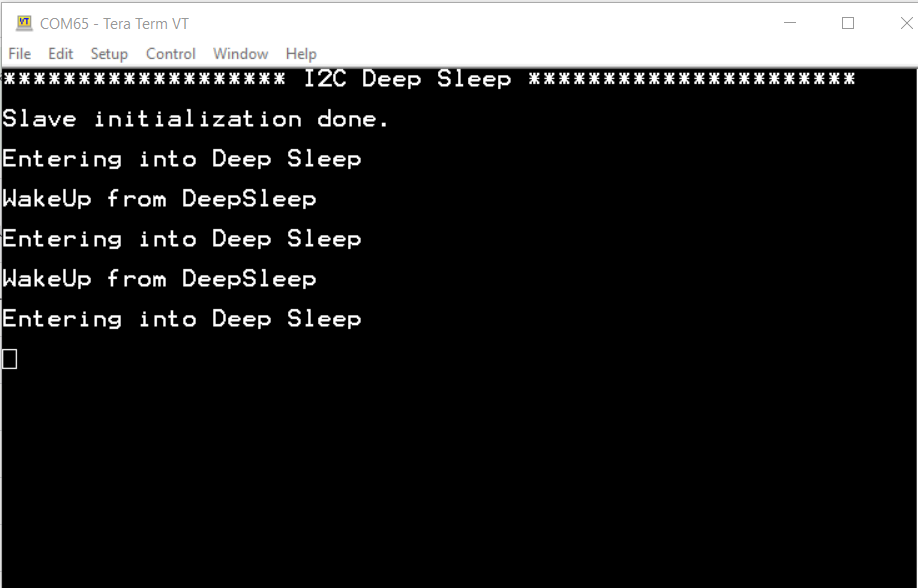 COM65 - Tera Term VT
File Edit Setup Control Window Help
******************* I2C Deep Sleep **********************
Slave initialization done.
Entering into Deep Sleep
WakeUp from DeepSleep
Entering into Deep Sleep
WakeUp from DeepSleep
Entering into Deep Sleep